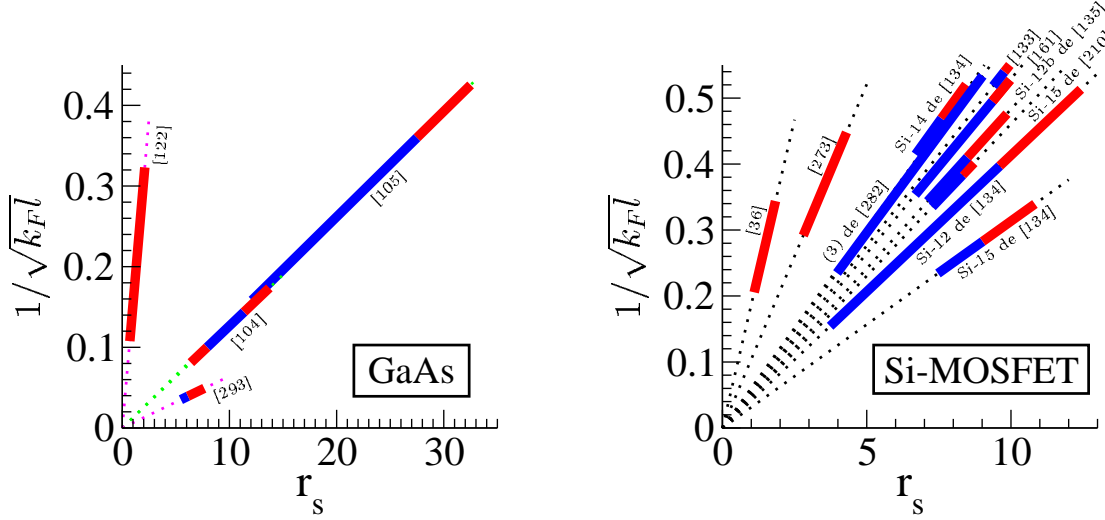 0.4
0.3
0.2
0.1
0
0
10
20
30
1/√k_F l
r_s
[122]
[105]
[104]
[293]
GaAs
0.5
0.4
0.3
0.2
0.1
0
0
5
10
1/√k_F l
r_s
[36]
[273]
(3) de [282]
Si-14 de [134]
[133]
[161]
Si-12b de [135]
Si-15 de [210]
Si-12 de [134]
Si-15 de [134]
Si-MOSFET